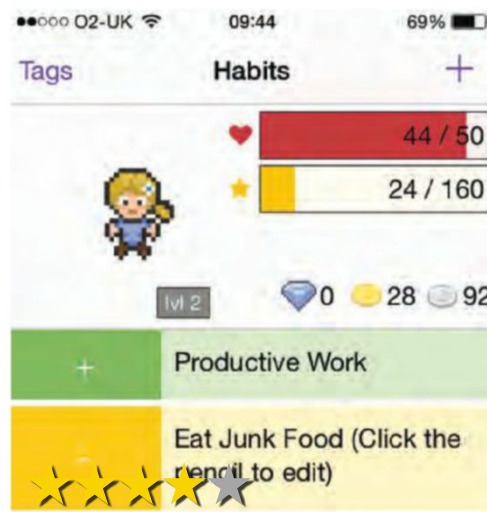 O2-UK 09:44 69%
Tags Habits +
44 / 50
24 / 160
lvl 2 0 28 92
+ Productive Work
Eat Junk Food (Click the
pencil to edit)